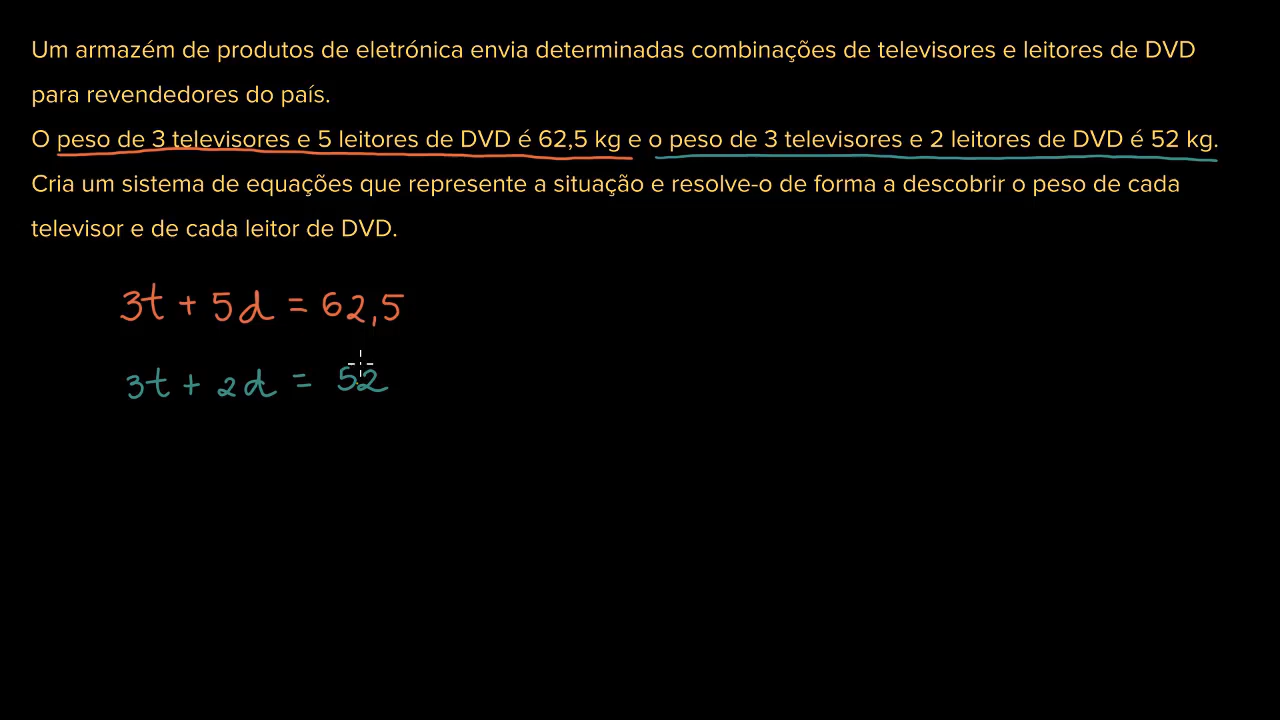 Um armazém de produtos de eletrónica envia determinadas combinações de televisores e leitores de DVD
para revendedores do país.
O peso de 3 televisores e 5 leitores de DVD é 62,5 kg e o peso de 3 televisores e 2 leitores de DVD é 52 kg.
Cria um sistema de equações que represente a situação e resolve-o de forma a descobrir o peso de cada
televisor e de cada leitor de DVD.
3t + 5d = 62,5
3t + 2d = 52